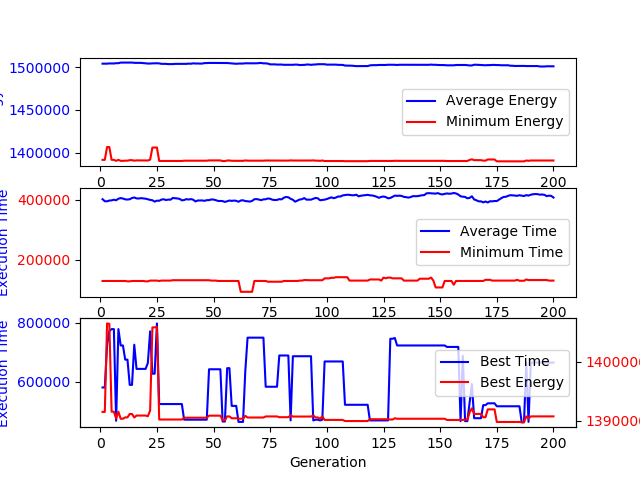 1500000
1450000
1400000
Average Energy
Minimum Energy
0 25 50 75 100 125 150 175 200
Execution Time
400000
200000
Average Time
Minimum Time
0 25 50 75 100 125 150 175 200
Execution Time
800000
600000
Best Time
Best Energy
1400000
1390000
0 25 50 75 100 125 150 175 200
Generation